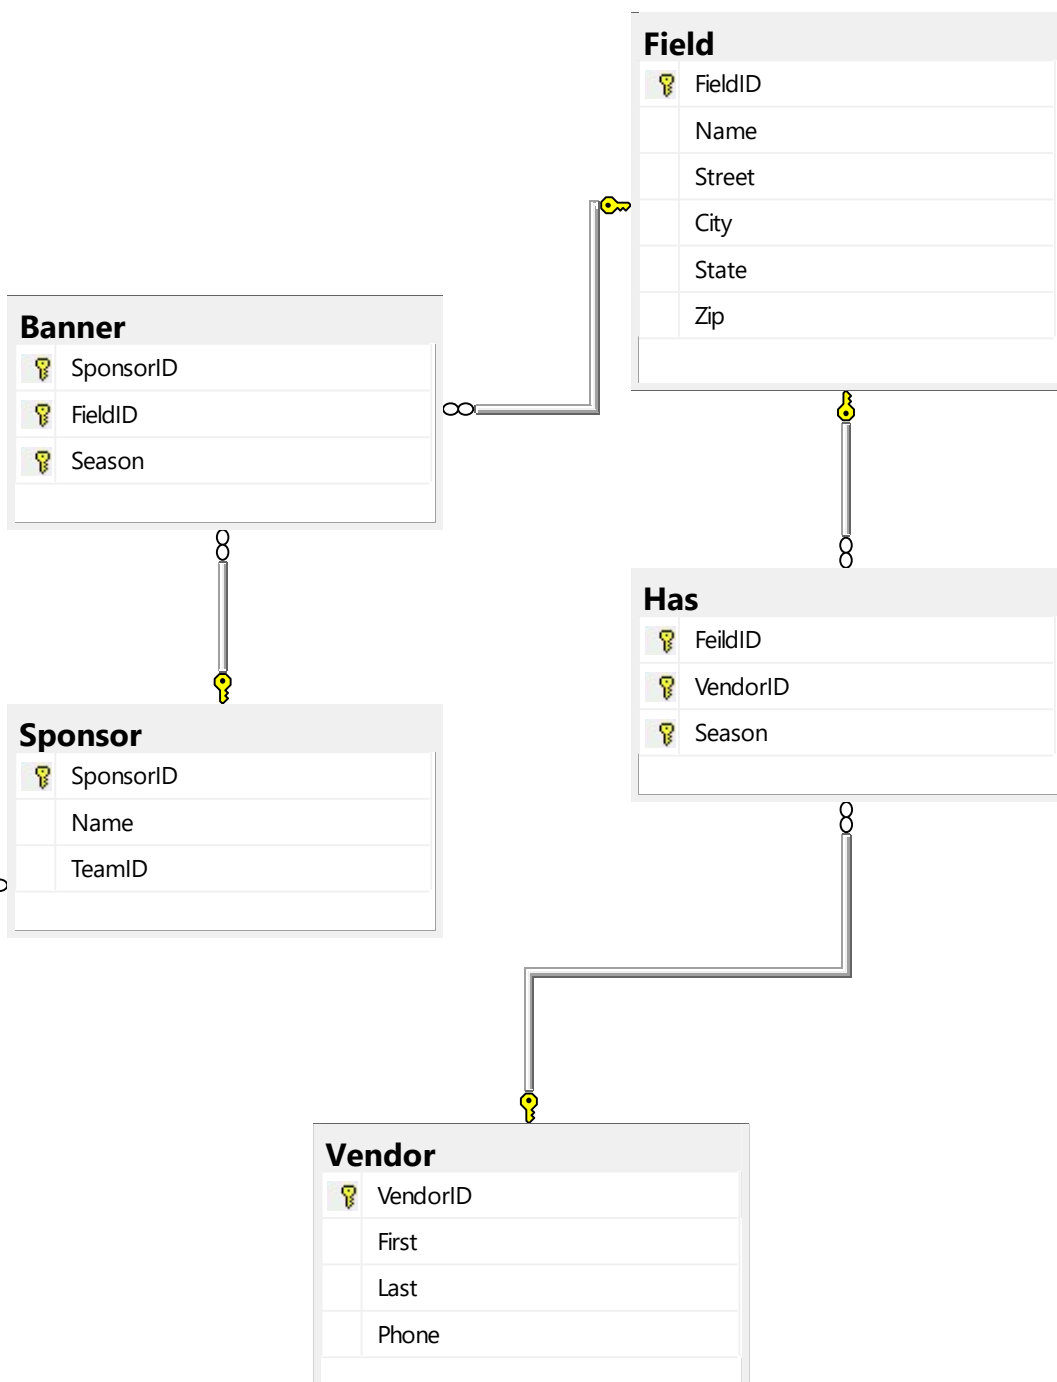 Field
FieldID
Name
Street
City
State
Zip
Banner
SponsorID
FieldID
Season
Has
FeildID
VendorID
Season
Sponsor
SponsorID
Name
TeamID
Vendor
VendorID
First
Last
Phone